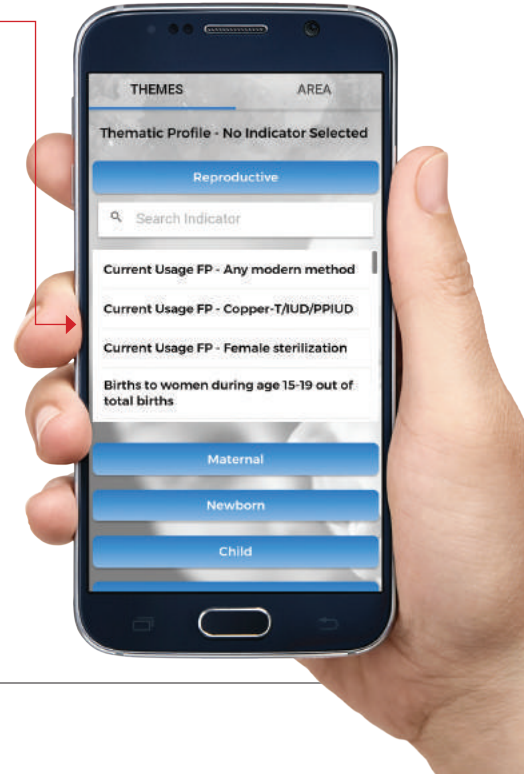 THEMES AREA
Thematic Profile - No Indicator Selected
Reproductive
Search Indicator
Current Usage FP - Any modern method
Current Usage FP - Copper-T/IUD/PPIUD
Current Usage FP - Female sterilization
Births to women during age 15-19 out of
total births
Maternal
Newborn
Child